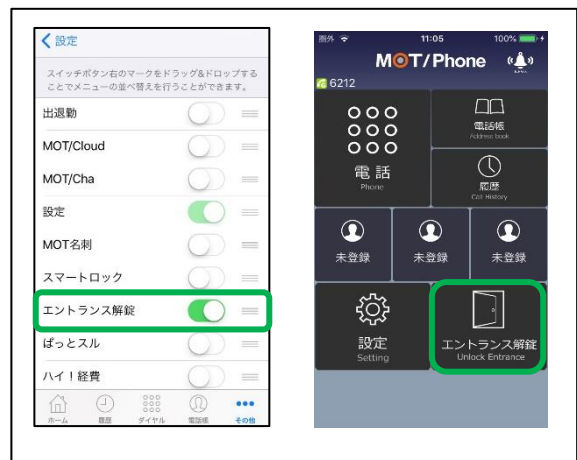 設定
スイッチボタン右のマークをドラッグ&ドロップする
ことでメニューの並べ替えを行うことができます。
出退勤
MOT/Cloud
MOT/Cha
設定
MOT名刺
スマートロック
エントランス解錠
ぱっとスル
ハイ！経費
ホーム 履歴 ダイヤル 電話帳 その他
圏外 11:05 100%
MOT/Phone
6212
電話
Phone
電話帳
Address book
履歴
Call History
未登録 未登録 未登録
設定
Setting
エントランス解錠
Unlock Entrance